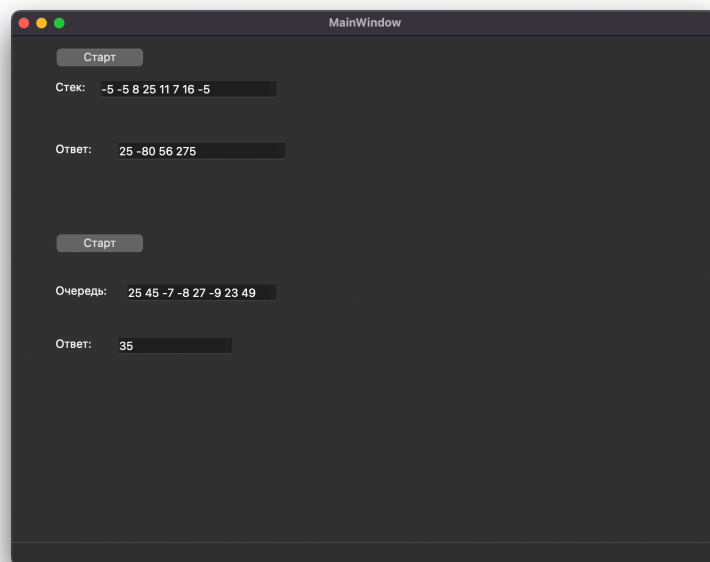 MainWindow
Старт
Стек: -5 -5 8 25 11 7 16 -5
Ответ: 25 -80 56 275
Старт
Очередь: 25 45 -7 -8 27 -9 23 49
Ответ: 35